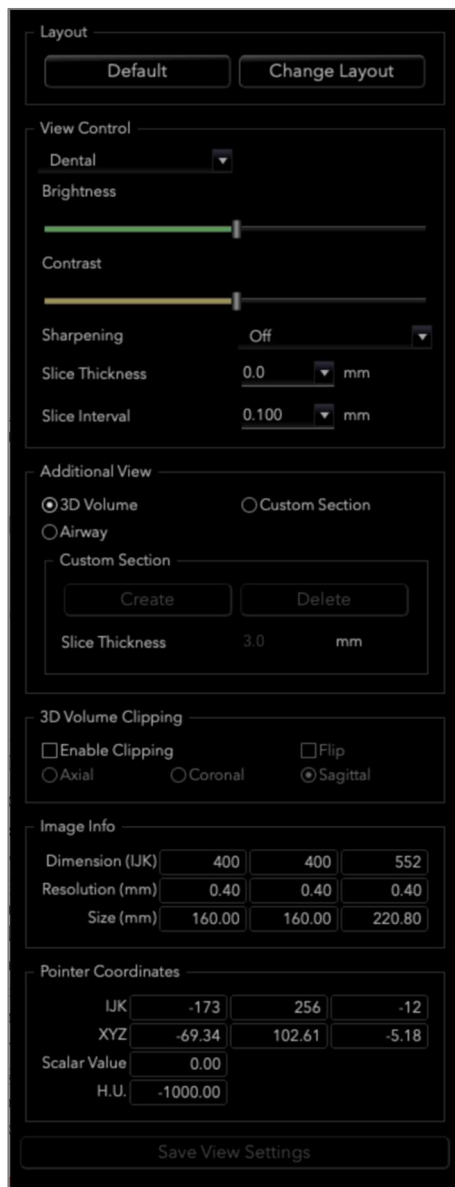 Layout
Default Change Layout
View Control
Dental
Brightness
Contrast
Sharpening Off
Slice Thickness 0.0 mm
Slice Interval 0.100 mm
Additional View
3D Volume Custom Section
Airway
Custom Section
Create Delete
Slice Thickness 3.0 mm
3D Volume Clipping
Enable Clipping Flip
Axial Coronal Sagittal
Image Info
Dimension (IJK) 400 400 552
Resolution (mm) 0.40 0.40 0.40
Size (mm) 160.00 160.00 220.80
Pointer Coordinates
IJK -173 256 -12
XYZ -69.34 102.61 -5.18
Scalar Value 0.00
H.U. -1000.00
Save View Settings